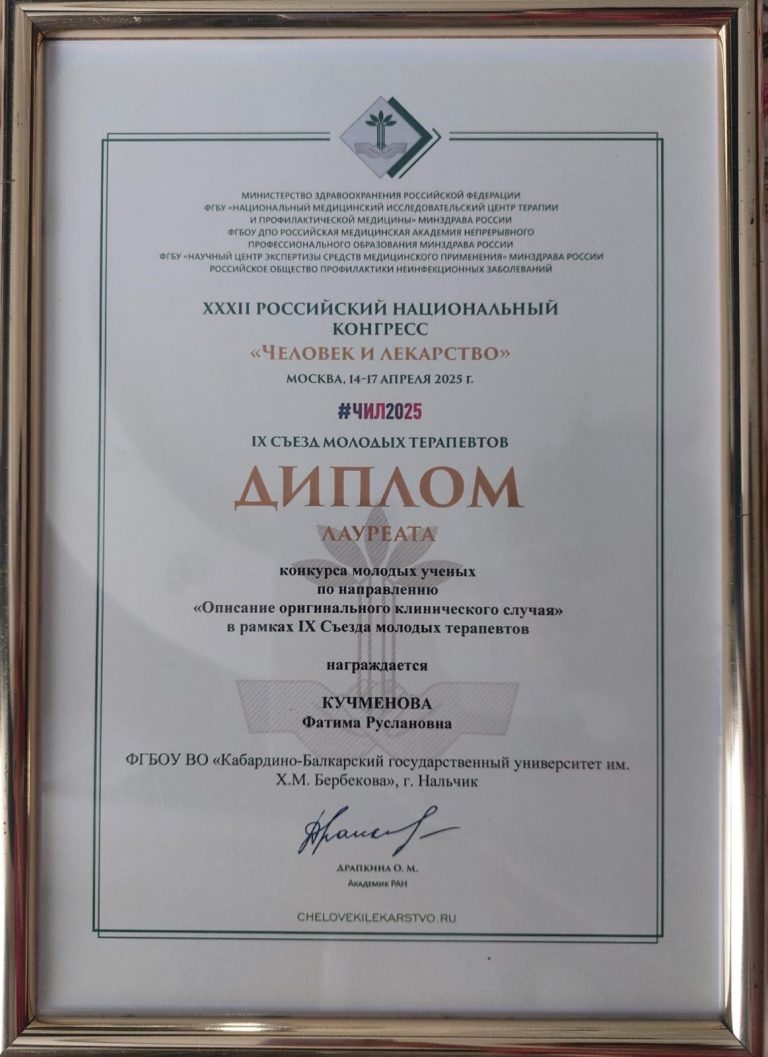 МИНИСТЕРСТВО ЗДРАВООХРАНЕНИЯ РОССИЙСКОЙ ФЕДЕРАЦИИ
ФГБУ «НАЦИОНАЛЬНЫЙ МЕДИЦИНСКИЙ ИССЛЕДОВАТЕЛЬСКИЙ ЦЕНТР ТЕРАПИИ
И ПРОФИЛАКТИЧЕСКОЙ МЕДИЦИНЫ» МИНЗДРАВА РОССИИ
ФГБОУ ДПО РОССИЙСКАЯ МЕДИЦИНСКАЯ АКАДЕМИЯ НЕПРЕРЫВНОГО
ПРОФЕССИОНАЛЬНОГО ОБРАЗОВАНИЯ МИНЗДРАВА РОССИИ
ФГБУ «НАУЧНЫЙ ЦЕНТР ЭКСПЕРТИЗЫ СРЕДСТВ МЕДИЦИНСКОГО ПРИМЕНЕНИЯ» МИНЗДРАВА РОССИИ
РОССИЙСКОЕ ОБЩЕСТВО ПРОФИЛАКТИКИ НЕИНФЕКЦИОННЫХ ЗАБОЛЕВАНИЙ
XXXII РОССИЙСКИЙ НАЦИОНАЛЬНЫЙ
КОНГРЕСС
«ЧЕЛОВЕК И ЛЕКАРСТВО»
МОСКВА, 14-17 АПРЕЛЯ 2025 г.
#ЧИЛ2025
IX СЪЕЗД МОЛОДЫХ ТЕРАПЕВТОВ
ДИПЛОМ
ЛАУРЕАТА
конкурса молодых ученых
по направлению
«Описание оригинального клинического случая»
в рамках IX Съезда молодых терапевтов
награждается
КУЧМЕНОВА
Фатима Руслановна
ФГБОУ ВО «Кабардино-Балкарский государственный университет им.
Х.М. Бербекова», г. Нальчик
ДРАПКИНА О. М.
Академик РАН
CHELOVEKILEKARSTVO.RU